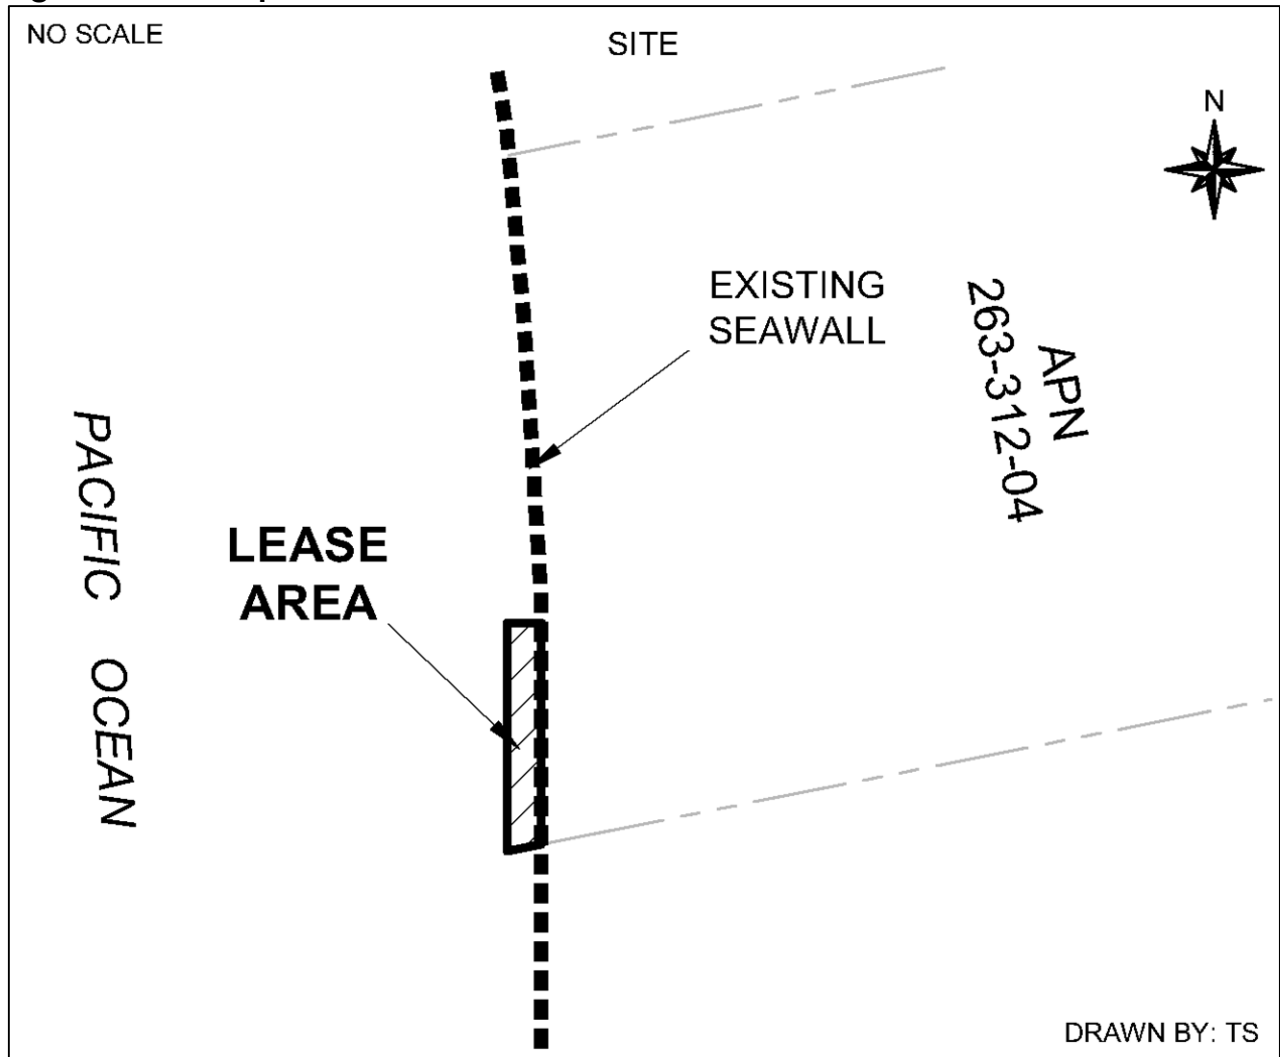 NO SCALE
SITE
N
EXISTING
SEAWALL
APN
263-312-04
PACIFIC OCEAN
LEASE
AREA
DRAWN BY: TS